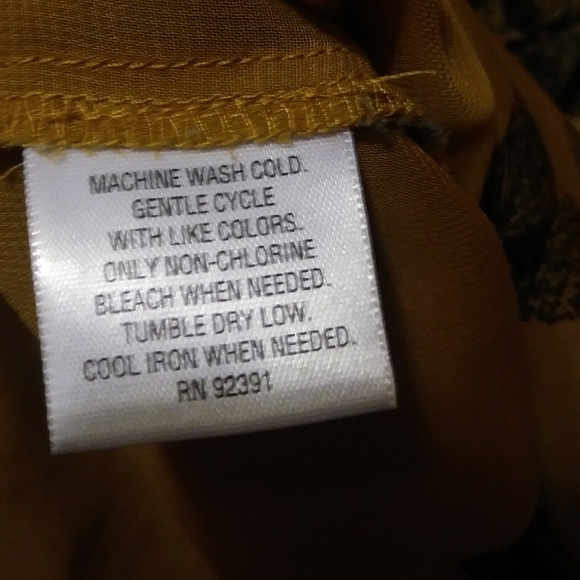 MACHINE WASH COLD.
GENTLE CYCLE
WITH LIKE COLORS.
ONLY NON-CHLORINE
BLEACH WHEN NEEDED.
TUMBLE DRY LOW.
COOL IRON WHEN NEEDED.
RN 92391